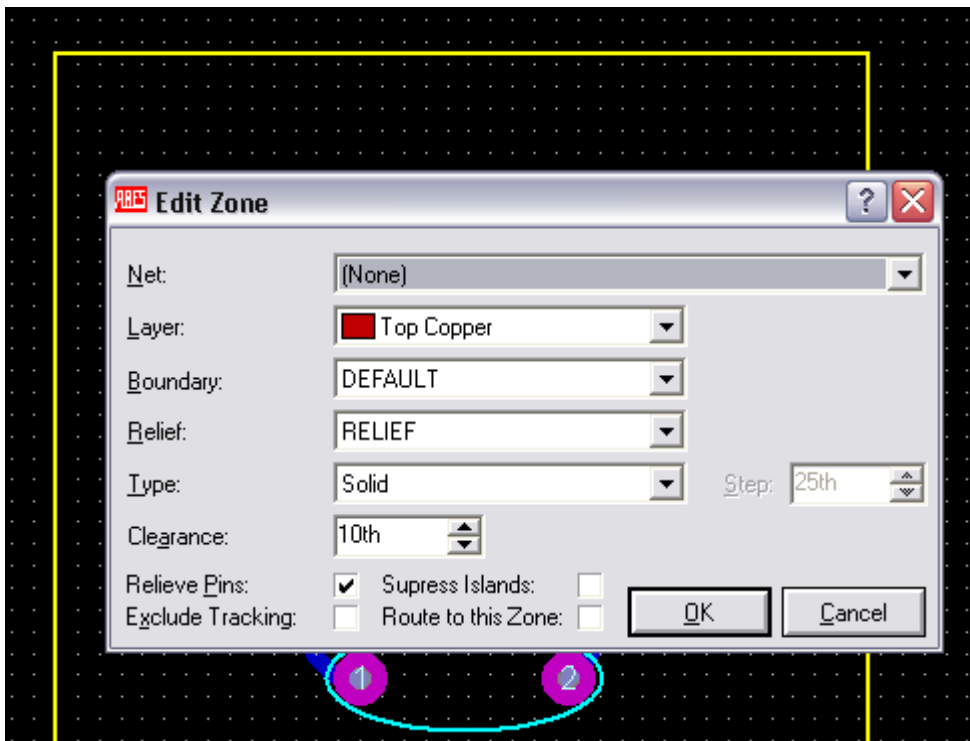 ARES Edit Zone ?
Net: (None)
Layer: Top Copper
Boundary: DEFAULT
Relief: RELIEF
Type: Solid Step: 25th
Clearance: 10th
Relieve Pins: Supress Islands:
Exclude Tracking: Route to this Zone: OK Cancel
1 2